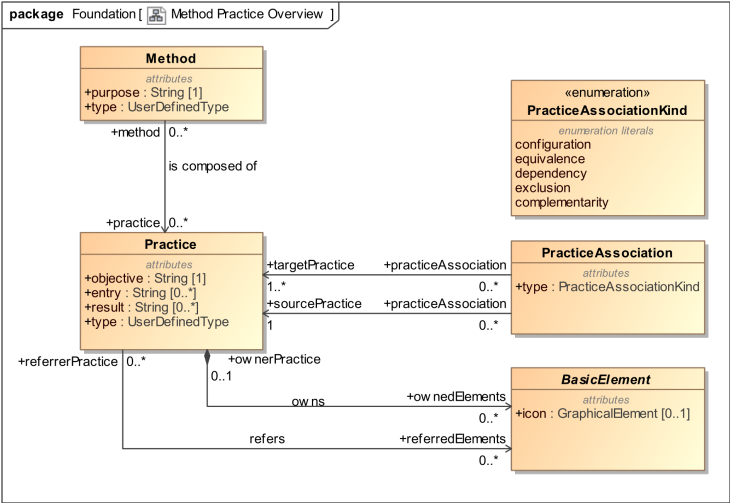 package Foundation [ Method Practice Overview ]
Method
attributes
+purpose : String [1]
+type : UserDefinedType
+method 0..*
is composed of
+practice 0..*
«enumeration»
PracticeAssociationKind
enumeration literals
configuration
equivalence
dependency
exclusion
complementarity
Practice
attributes
+objective : String [1]
+entry : String [0..*]
+result : String [0..*]
+type : UserDefinedType
+targetPractice +practiceAssociation
1..* 0..*
+sourcePractice +practiceAssociation
1 0..*
PracticeAssociation
attributes
+type : PracticeAssociationKind
+referrerPractice 0..*
+ownerPractice
0..1
owns
+ownedElements
0..*
refers
+referredElements
0..*
BasicElement
attributes
+icon : GraphicalElement [0..1]